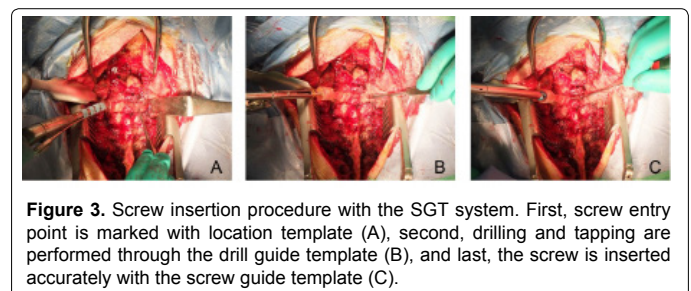 A
B
C
Figure 3. Screw insertion procedure with the SGT system. First, screw entry
point is marked with location template (A), second, drilling and tapping are
performed through the drill guide template (B), and last, the screw is inserted
accurately with the screw guide template (C).